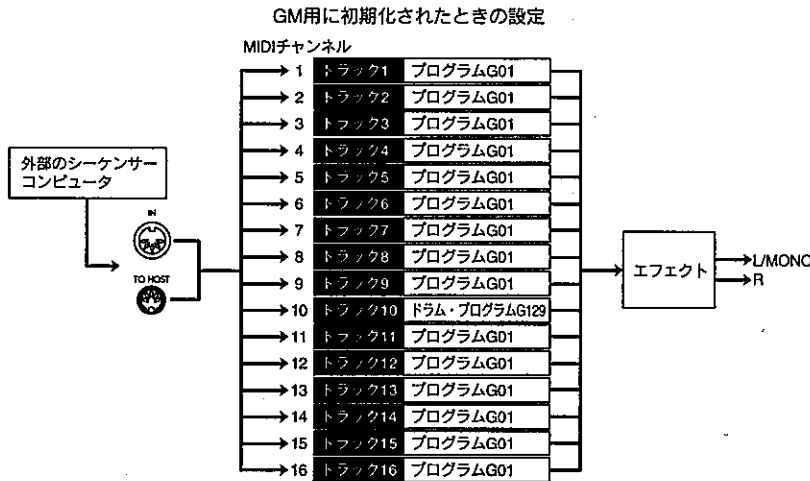 GM用に初期化されたときの設定
MIDIチャンネル
1 トラック1 プログラムG01
2 トラック2 プログラムG01
3 トラック3 プログラムG01
4 トラック4 プログラムG01
5 トラック5 プログラムG01
6 トラック6 プログラムG01
7 トラック7 プログラムG01
8 トラック8 プログラムG01
9 トラック9 プログラムG01
10 トラック10 ドラム・プログラムG129
11 トラック11 プログラムG01
12 トラック12 プログラムG01
13 トラック13 プログラムG01
14 トラック14 プログラムG01
15 トラック15 プログラムG01
16 トラック16 プログラムG01
外部のシーケンサー
コンピュータ
IN
TO HOST
エフェクト
L/MONO
R